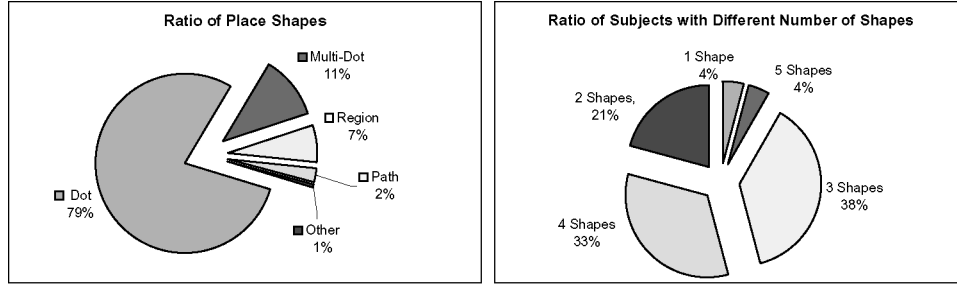 Ratio of Place Shapes
Multi-Dot
11%
Region
7%
Path
2%
Other
1%
Dot
79%
Ratio of Subjects with Different Number of Shapes
1 Shape
4%
5 Shapes
4%
2 Shapes,
21%
3 Shapes
38%
4 Shapes
33%